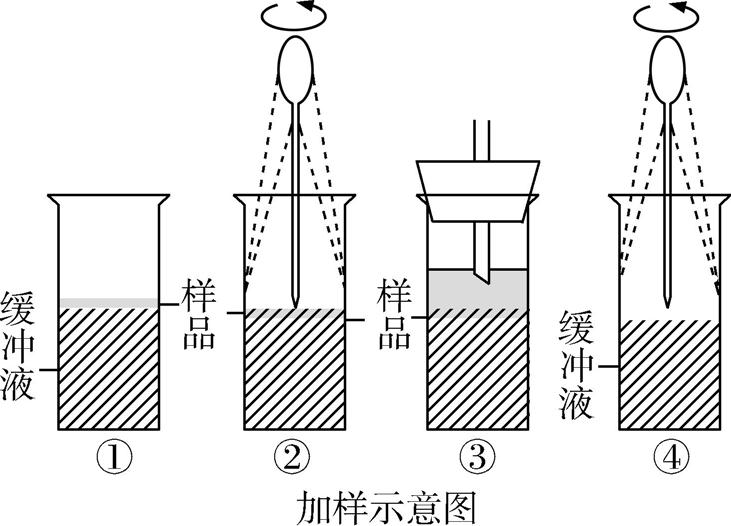 缓冲液
样品
样品
缓冲液
① ② ③ ④
加样示意图